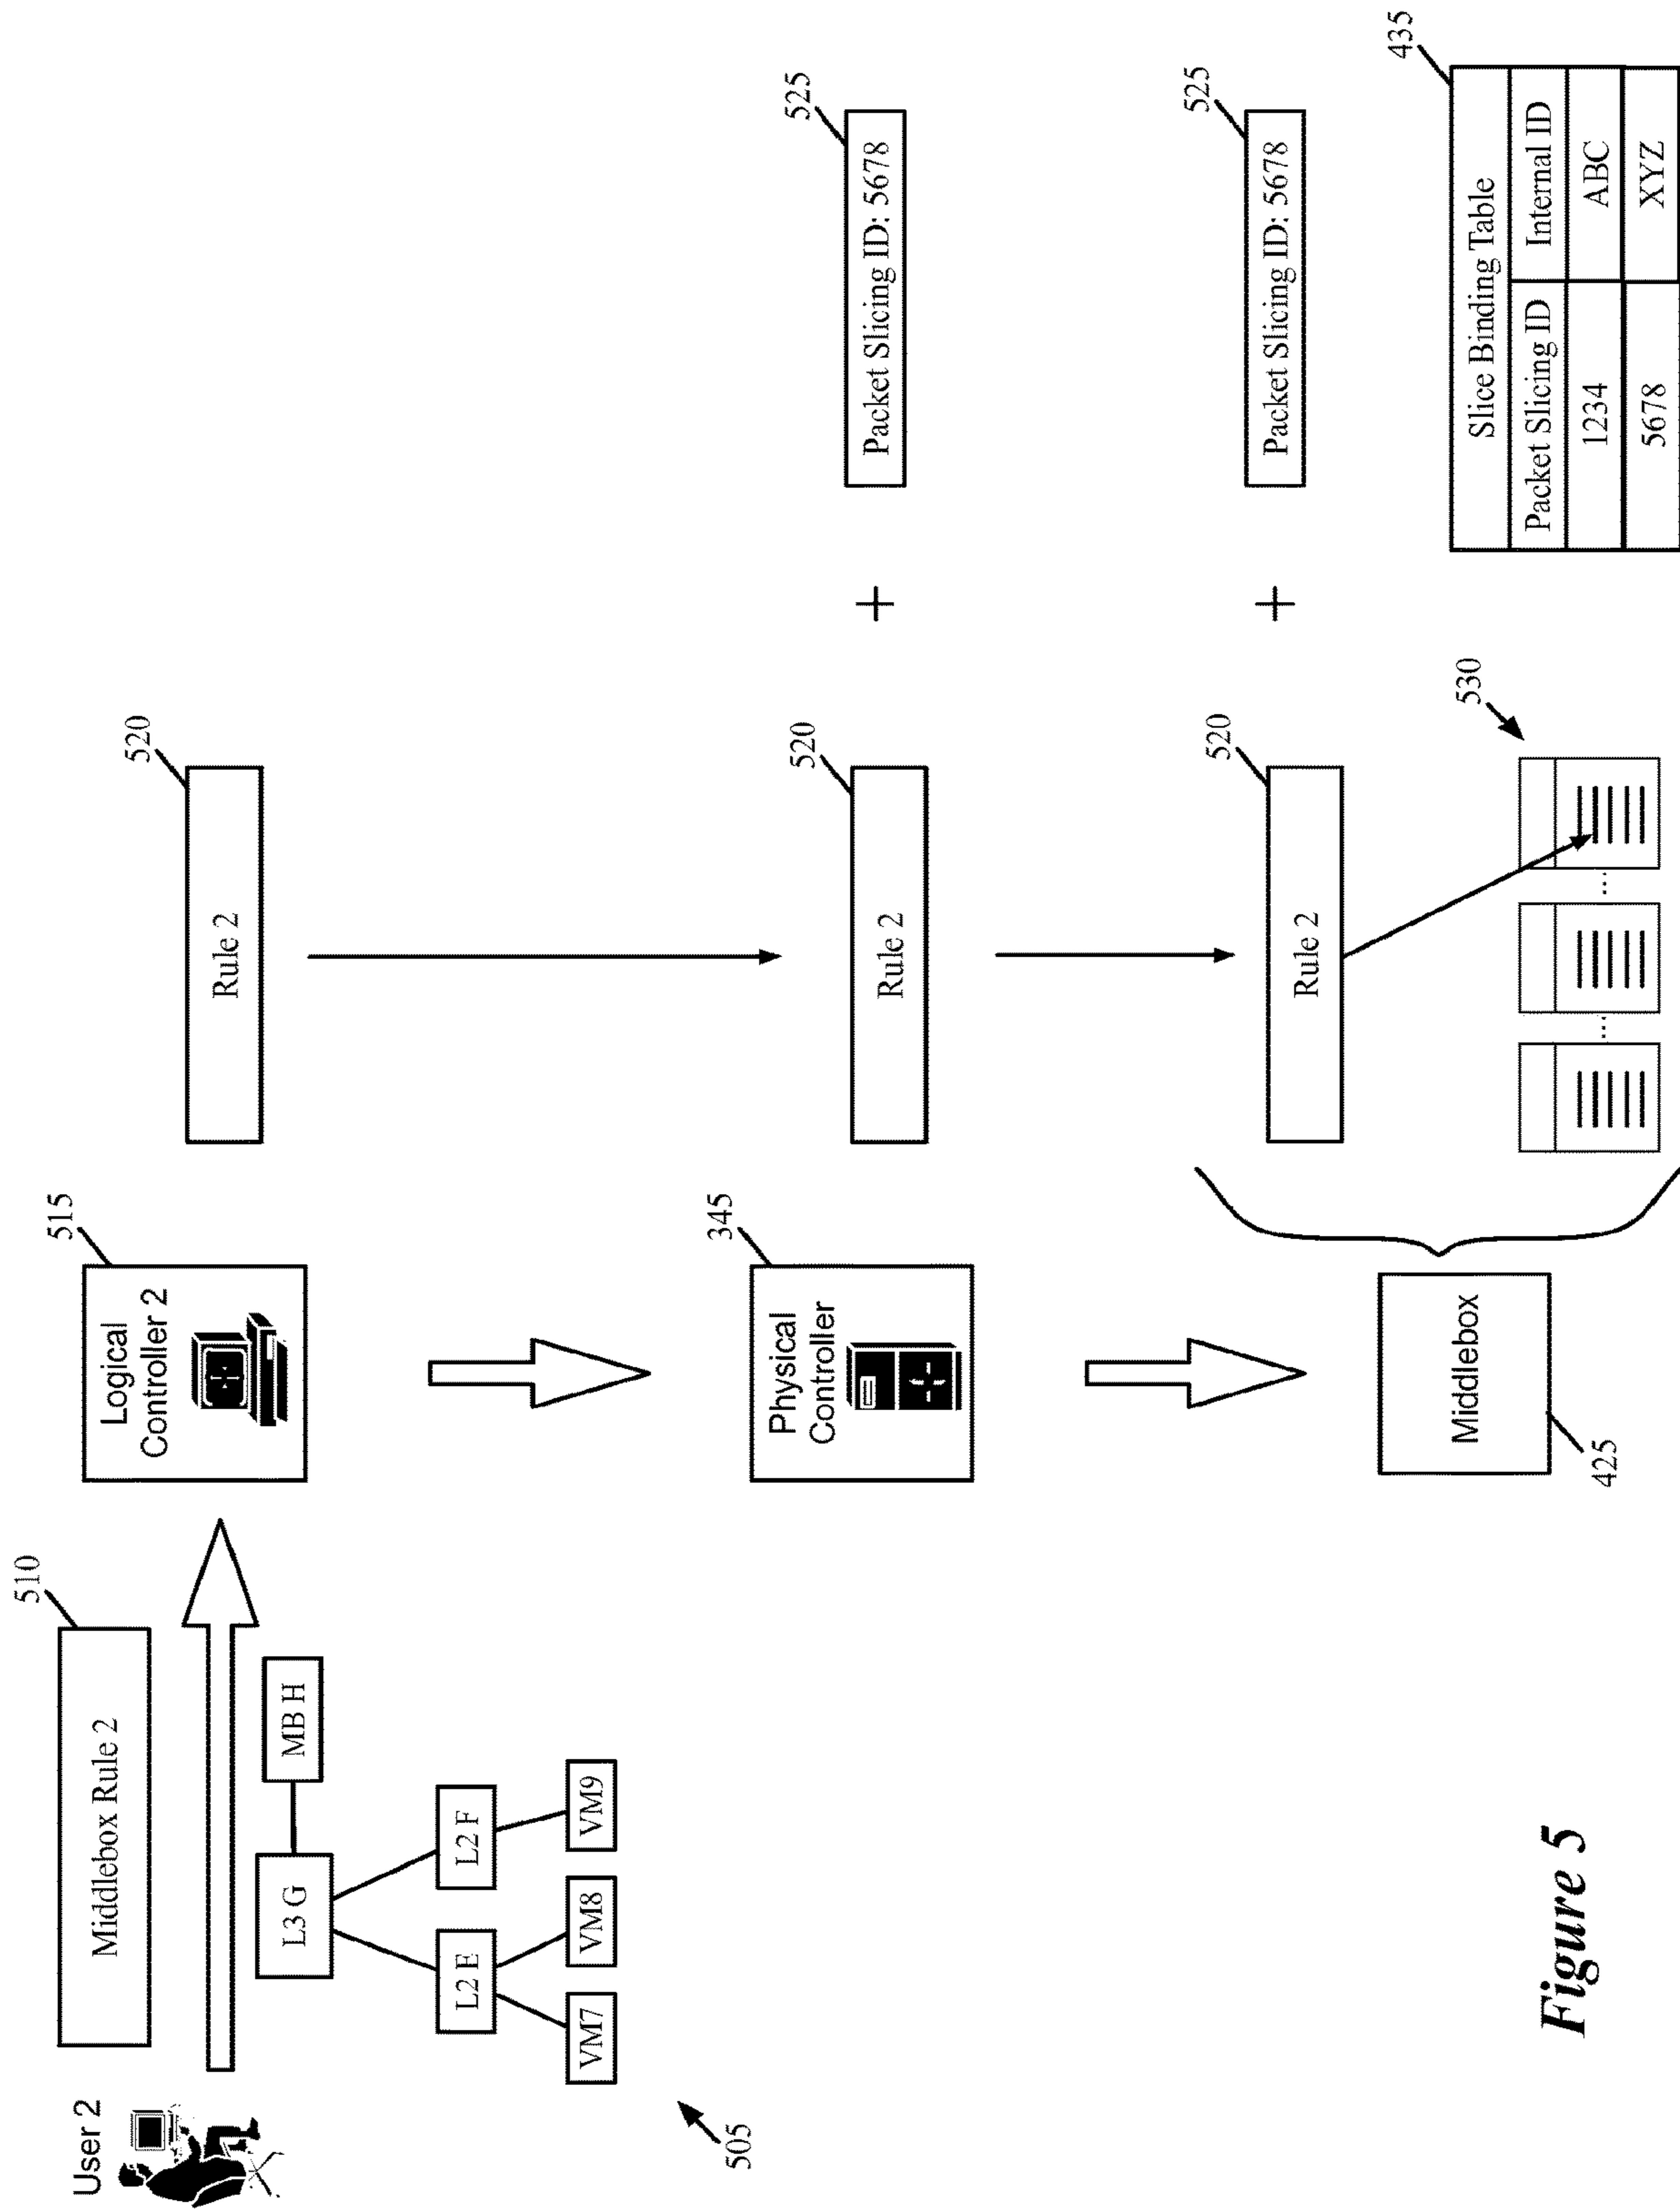 User 2
Middlebox Rule 2
510
L3 G
MB H
L2 E
L2 F
VM7
VM8
VM9
505
Logical
Controller 2
515
Rule 2
520
Physical
Controller
345
Rule 2
520
+
Packet Slicing ID: 5678
525
Middlebox
425
Rule 2
520
+
Packet Slicing ID: 5678
525
...
...
530
Slice Binding Table
435
Packet Slicing ID
Internal ID
1234
ABC
5678
XYZ
Figure 5